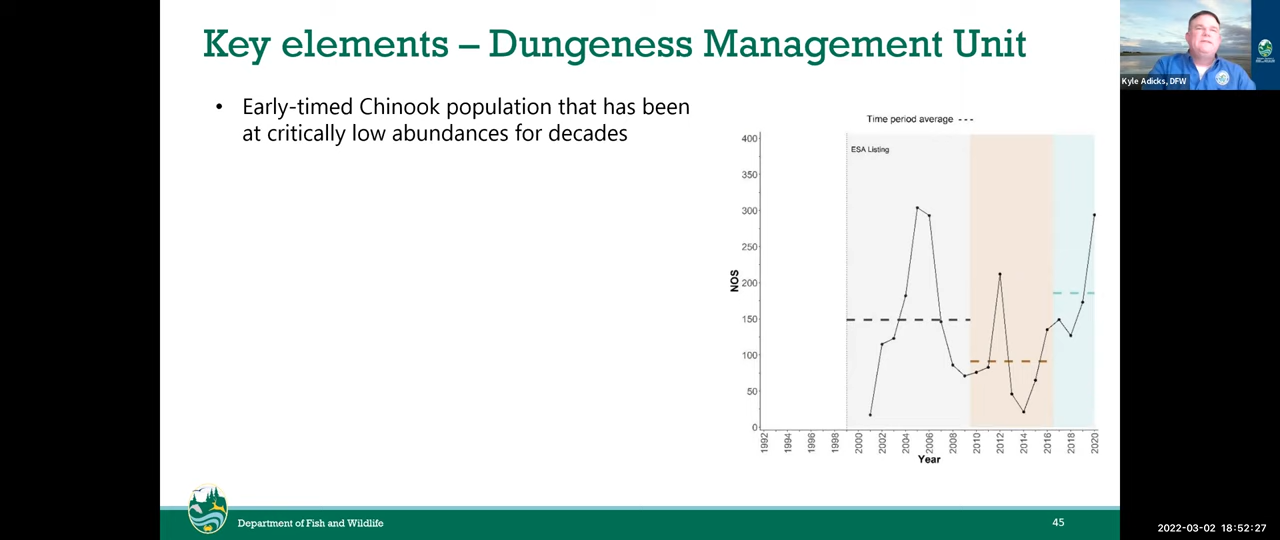 Key elements – Dungeness Management Unit
Kyle Adicks, DFW
• Early-timed Chinook population that has been
at critically low abundances for decades
Time period average ---
ESA Listing
400
350
300
250
200
150
100
50
0
NOS
1992
1994
1996
1998
2000
2002
2004
2006
2008
2010
2012
2014
2016
2018
2020
Year
Department of Fish and Wildlife
45
2022-03-02 18:52:27